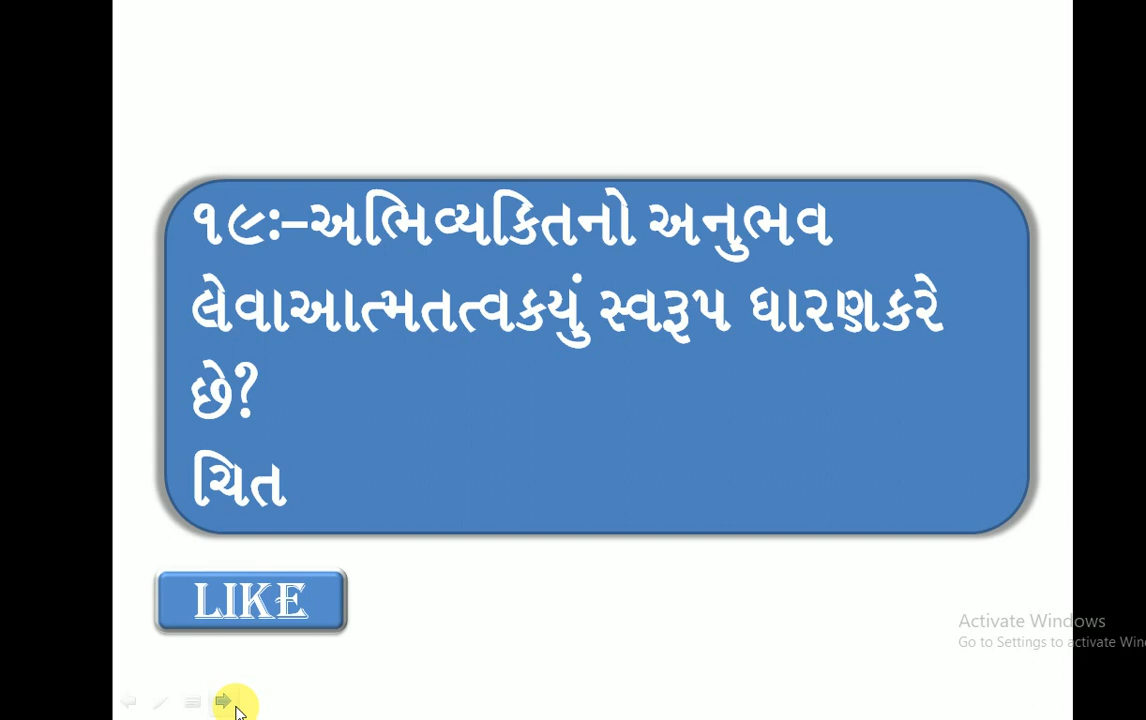 ૧૯:-અભિવ્યકિતનો અનુભવ
લેવાઆત્મતત્વકયું સ્વરૂપ ધારણકરે
છે?
ચિત
LIKE
Activate Windows
Go to Settings to activate Win